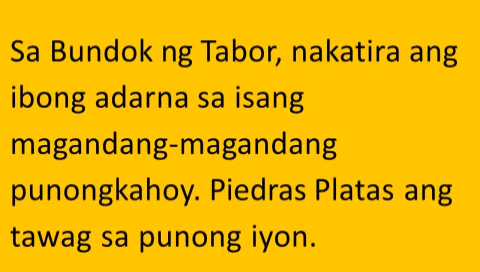 Sa Bundok ng Tabor, nakatira ang
ibong adarna sa isang
magandang-magandang
punongkahoy. Piedras Platas ang
tawag sa punong iyon.